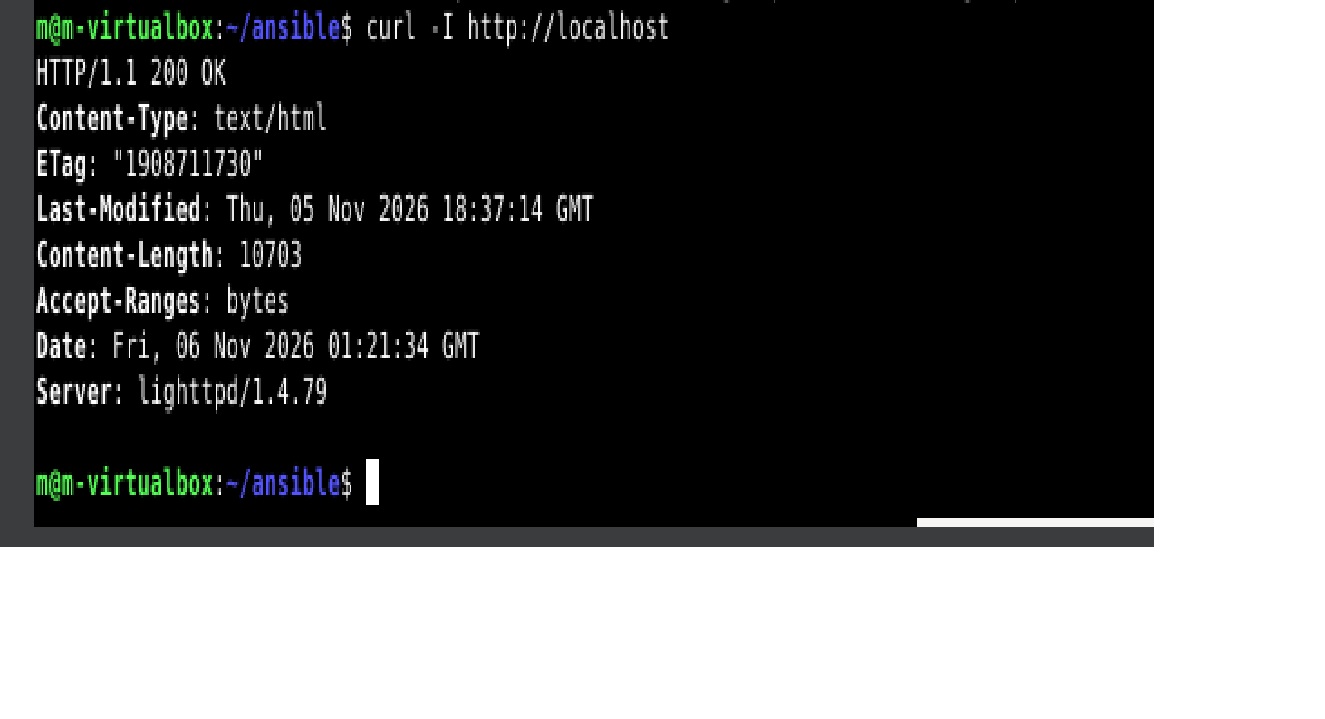 m@m-virtualbox:~/ansible$ curl -I http://localhost
HTTP/1.1 200 OK
Content-Type: text/html
ETag: "1908711730"
Last-Modified: Thu, 05 Nov 2026 18:37:14 GMT
Content-Length: 10703
Accept-Ranges: bytes
Date: Fri, 06 Nov 2026 01:21:34 GMT
Server: lighttpd/1.4.79
m@m-virtualbox:~/ansible$